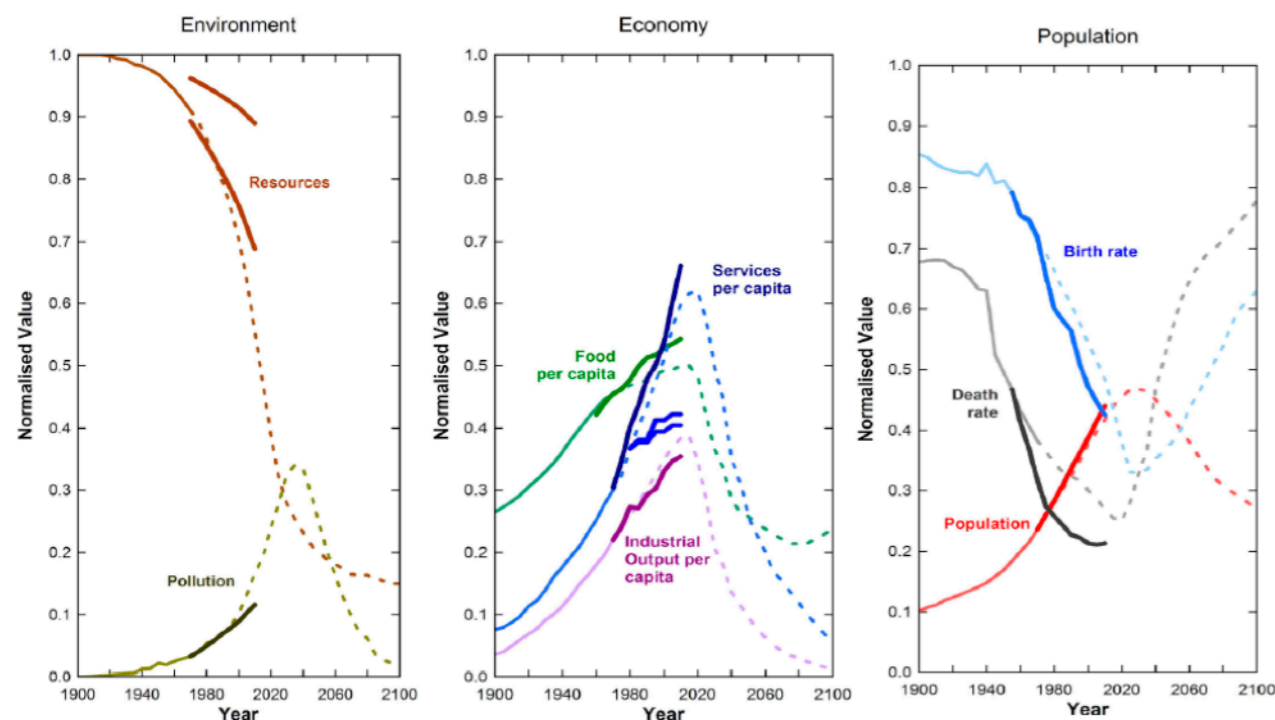 Environment
1.0
0.9
0.8
0.7
0.6
0.5
0.4
0.3
0.2
0.1
0.0
Normalised Value
Resources
Pollution
1900 1940 1980 2020 2060 2100
Year
Economy
1.0
0.9
0.8
0.7
0.6
0.5
0.4
0.3
0.2
0.1
0.0
Normalised Value
Services
per capita
Food
per capita
Industrial
Output per
capita
1900 1940 1980 2020 2060 2100
Year
Population
1.0
0.9
0.8
0.7
0.6
0.5
0.4
0.3
0.2
0.1
0.0
Normalised Value
Birth rate
Death
rate
Population
1900 1940 1980 2020 2060 2100
Year